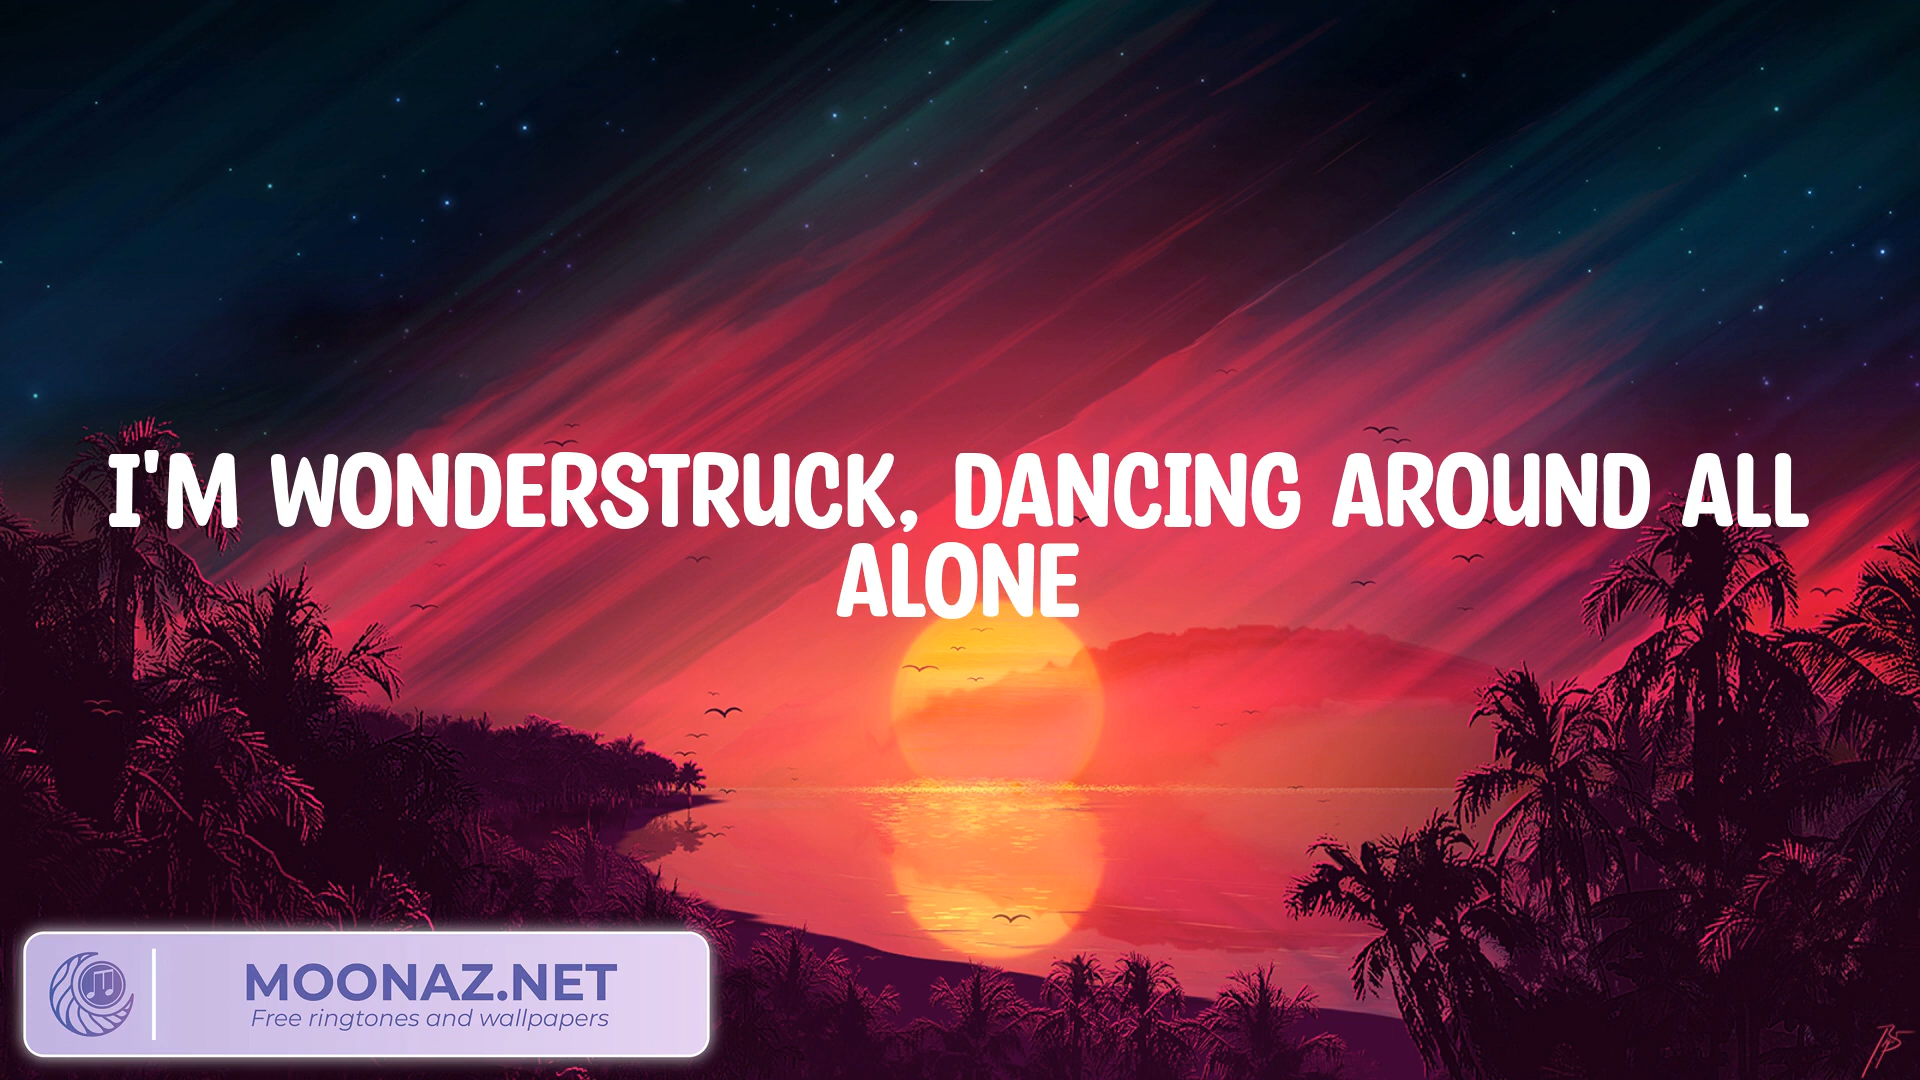 I'M WONDERSTRUCK, DANCING AROUND ALL
ALONE
MOONAZ.NET
Free ringtones and wallpapers